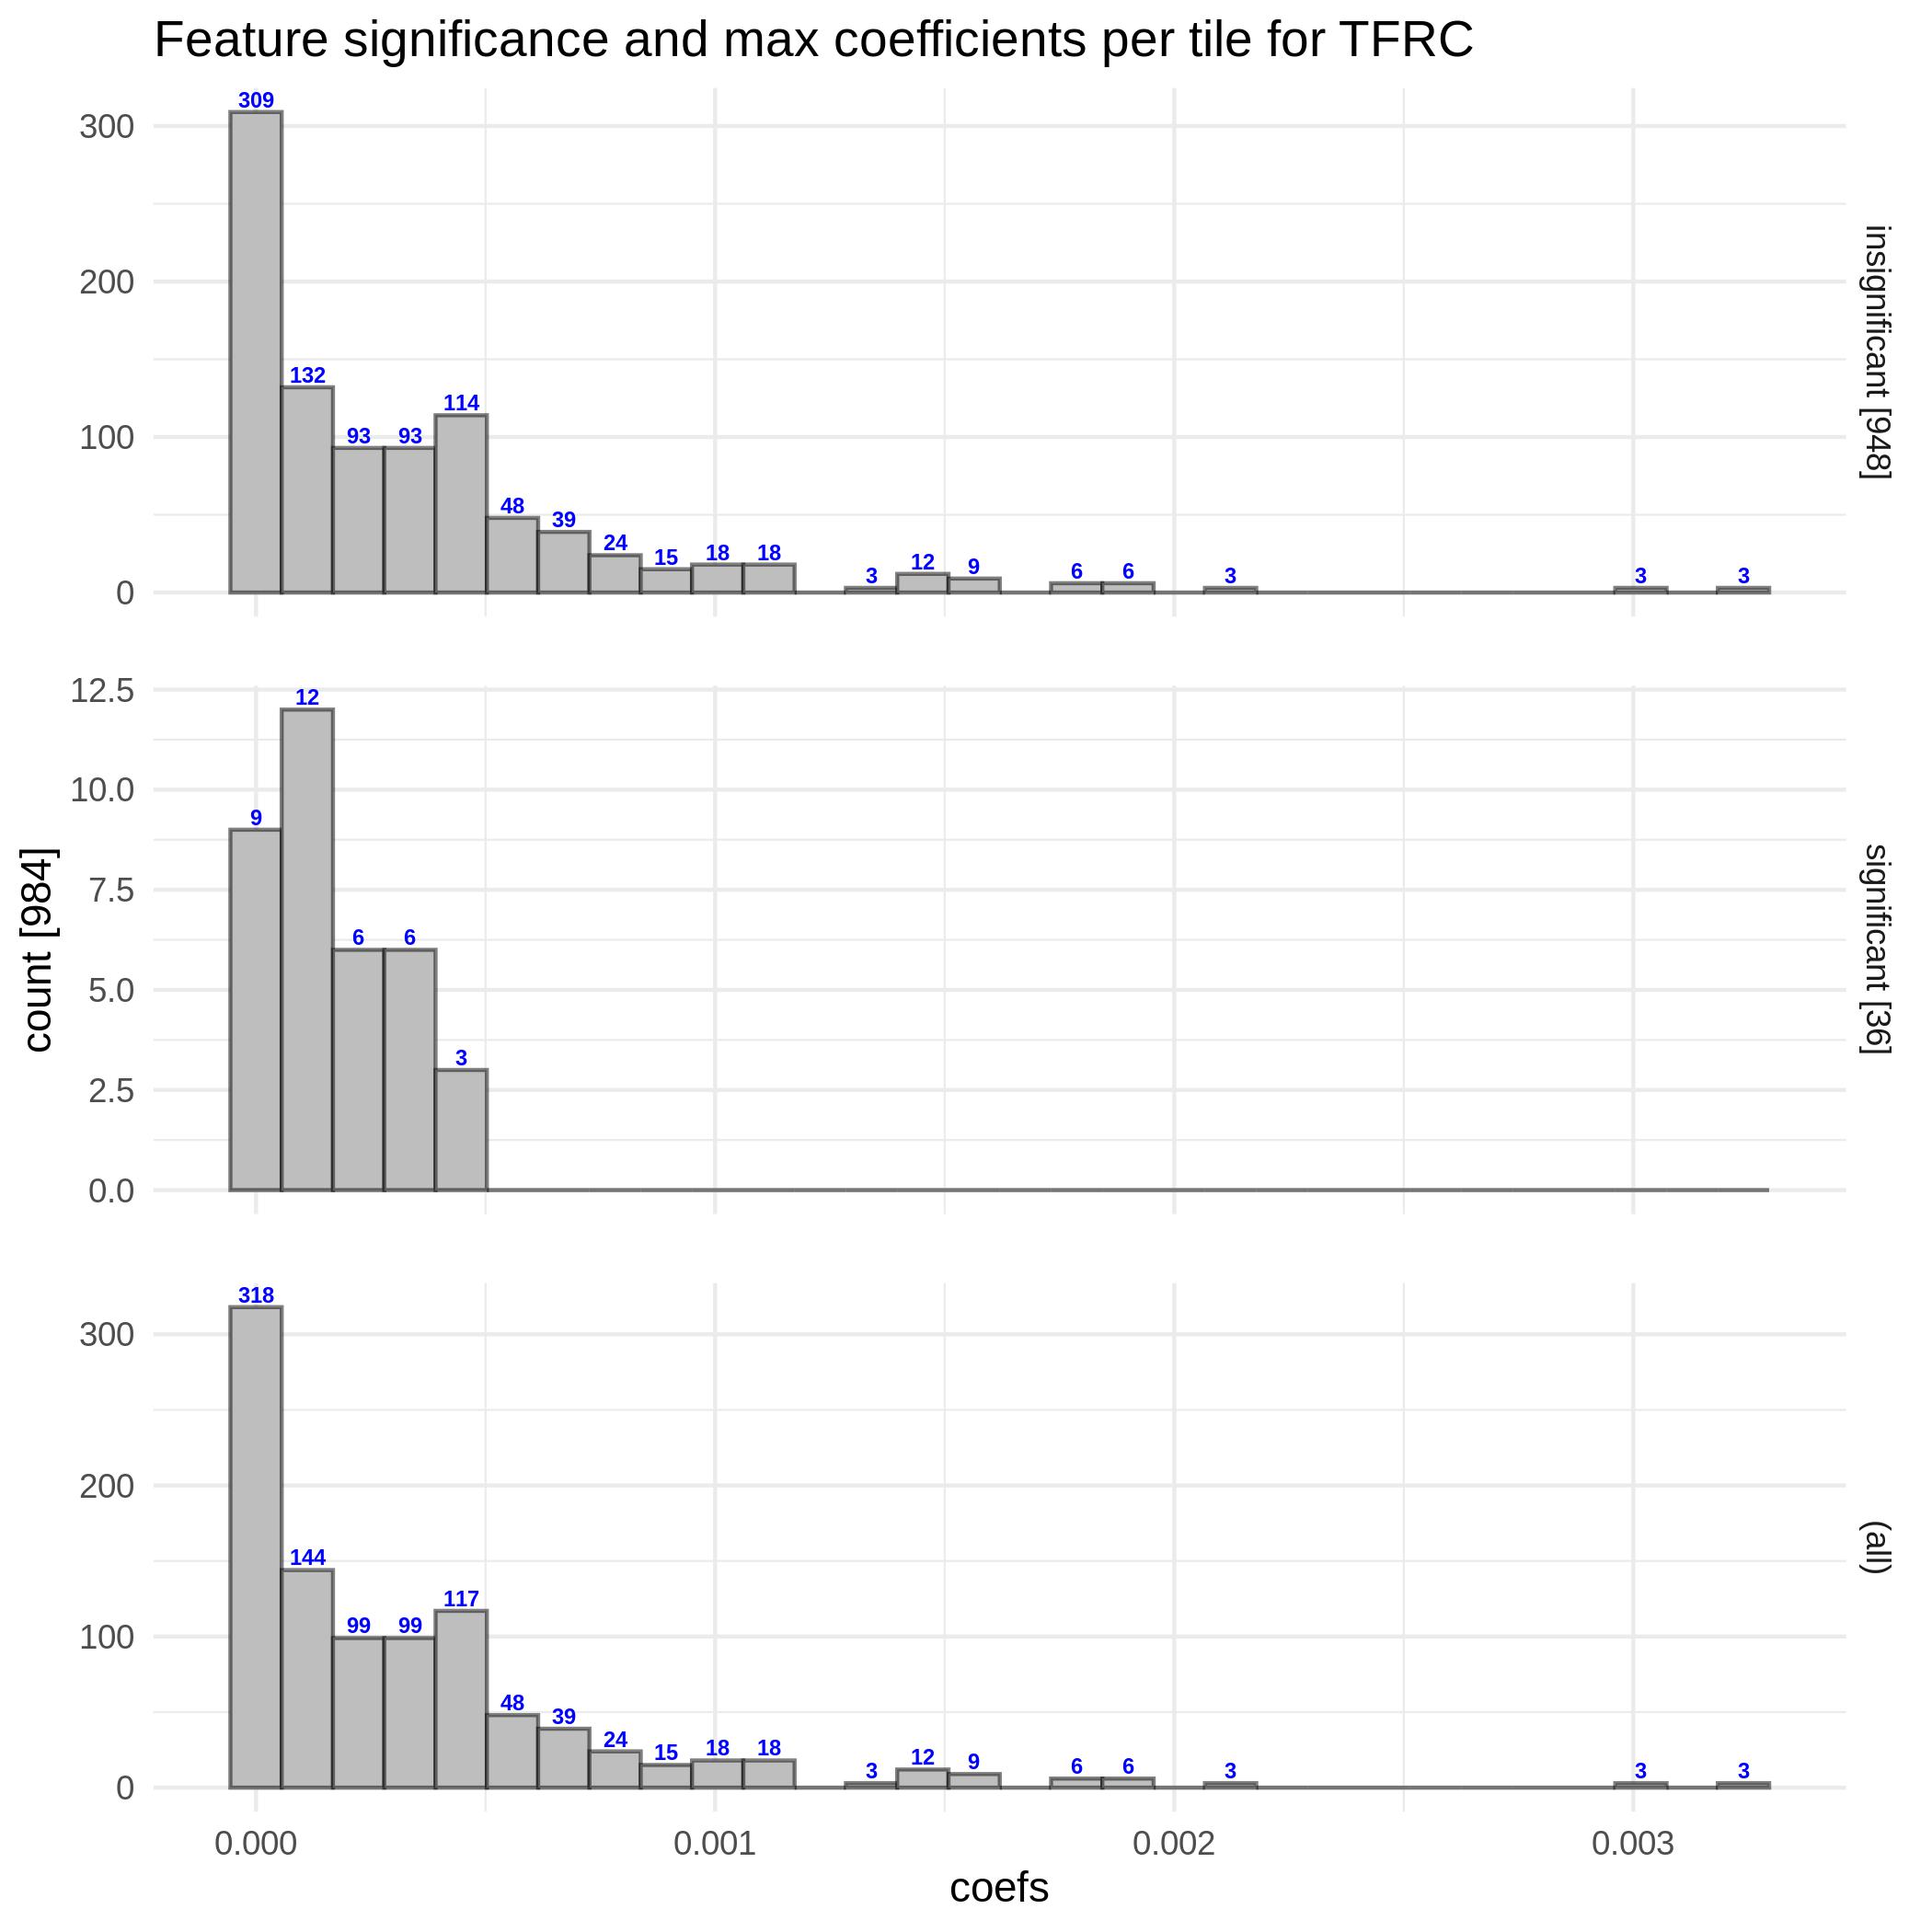 Feature significance and max coefficients per tile for TFRC
309
300
132
114
93 93
200
100
48
39
24
15 18 18
3 12 9 6 6 3 3 3
0
insignificant [948]
12.5
12
10.0
9
7.5
6 6
5.0
3
2.5
0.0
count [984]
significant [36]
318
300
200
144
117
99 99
100
48
39
24
15 18 18
3 12 9 6 6 3 3 3
0
(all)
0.000 0.001 0.002 0.003
coefs